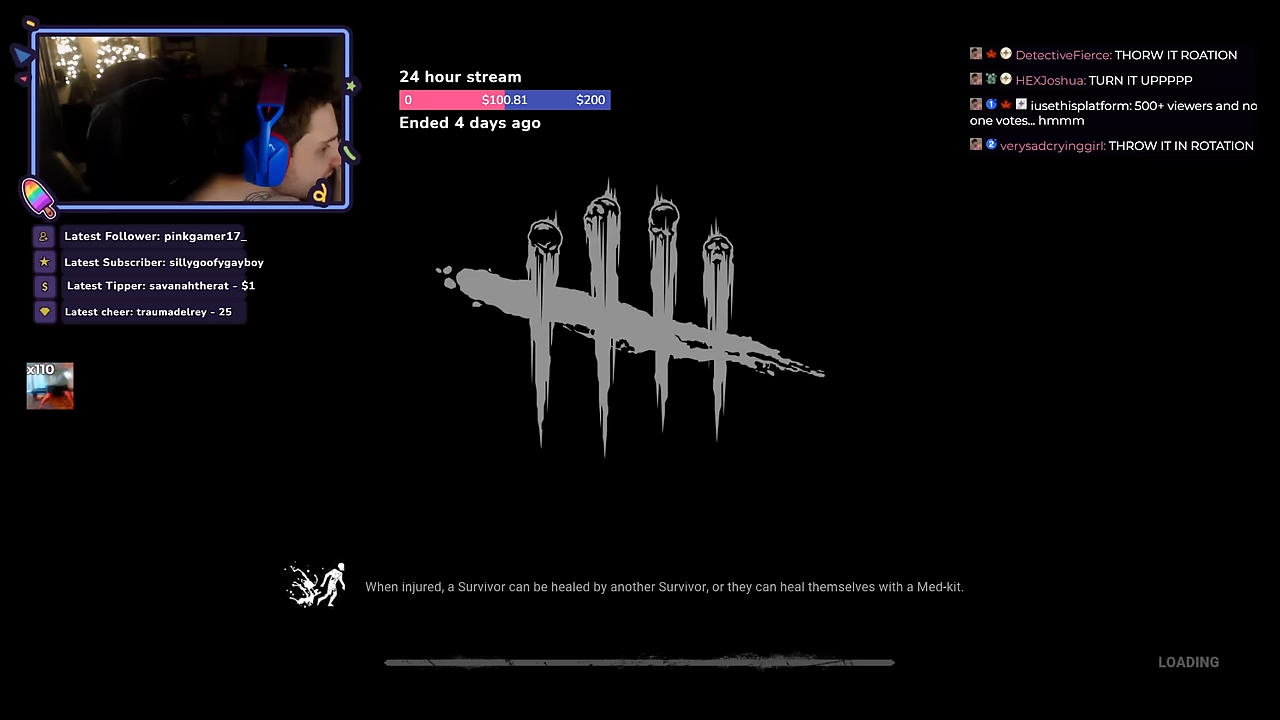 24 hour stream
0 $100.81 $200
Ended 4 days ago
DetectiveFierce: THORW IT ROATION
HEXJoshua: TURN IT UPPPPP
1 iusethisplatform: 500+ viewers and no
one votes... hmmm
2 verysadcryinggirl: THROW IT IN ROTATION
Latest Follower: pinkgamer17_
Latest Subscriber: sillygoofygayboy
$ Latest Tipper: savanahtherat - $1
Latest cheer: traumadelrey - 25
x110
When injured, a Survivor can be healed by another Survivor, or they can heal themselves with a Med-kit.
LOADING